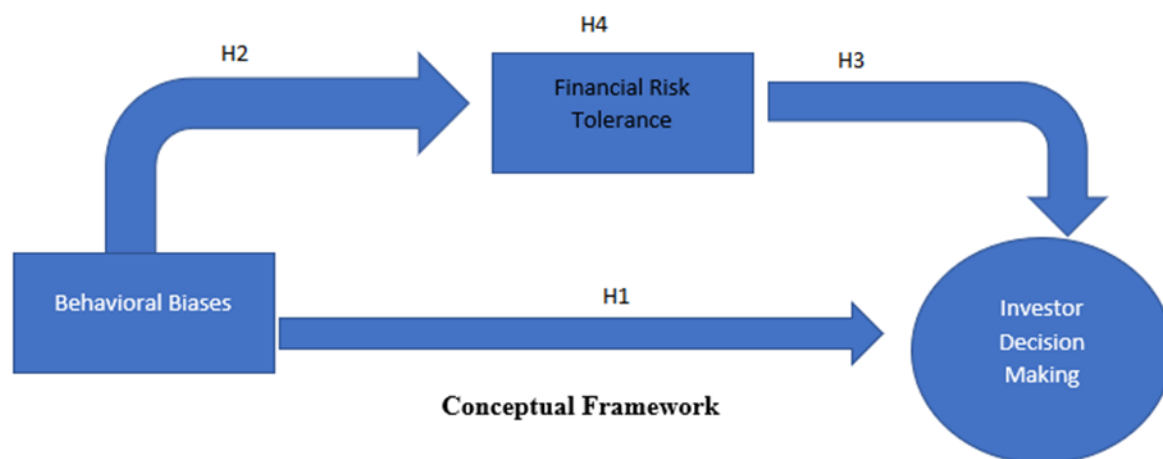 H4
H2
H3
Financial Risk
Tolerance
Behavioral Biases
H1
Investor
Decision
Making
Conceptual Framework